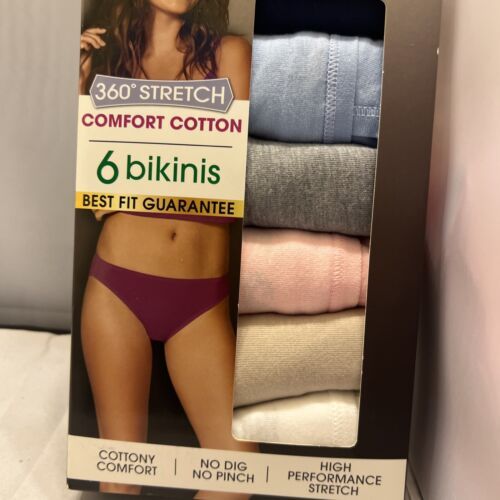 360° STRETCH
COMFORT COTTON
6 bikinis
BEST FIT GUARANTEE
COTTONY
COMFORT
NO DIG
NO PINCH
HIGH
PERFORMANCE
STRETCH